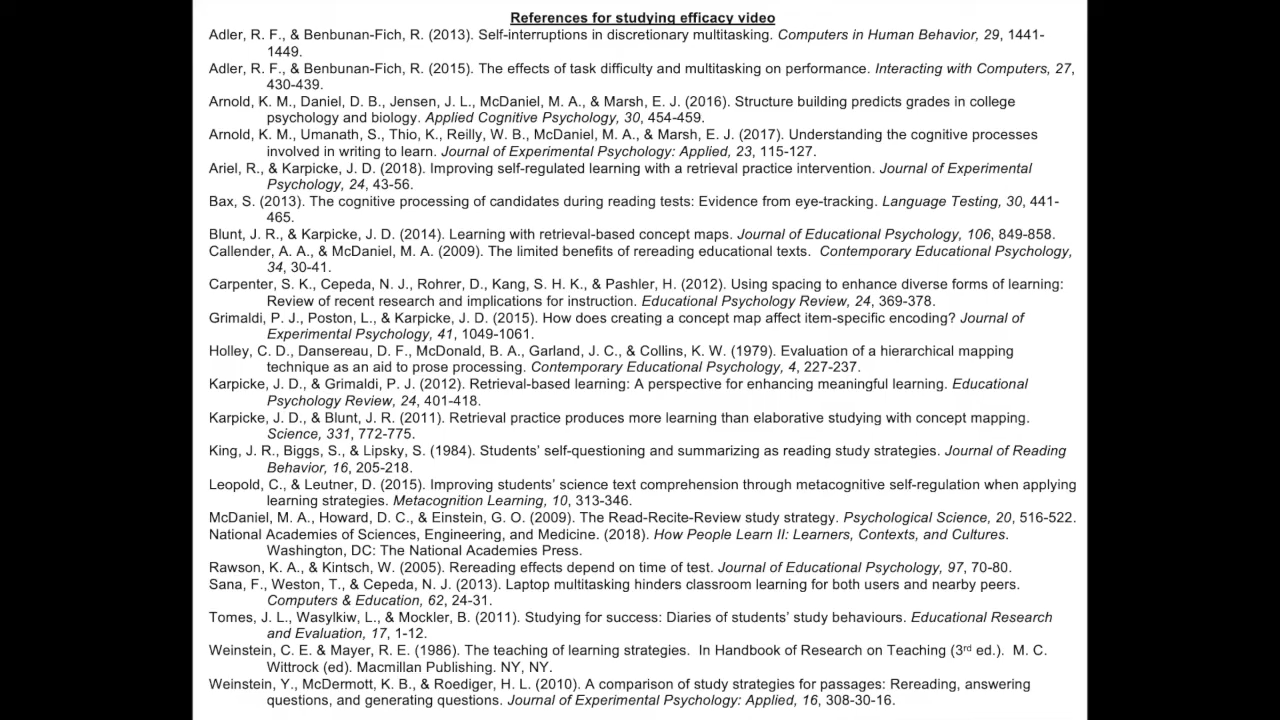 References for studying efficacy video
Adler, R. F., & Benbunan-Fich, R. (2013). Self-interruptions in discretionary multitasking. Computers in Human Behavior, 29, 1441-
1449.
Adler, R. F., & Benbunan-Fich, R. (2015). The effects of task difficulty and multitasking on performance. Interacting with Computers, 27,
430-439.
Arnold, K. M., Daniel, D. B., Jensen, J. L., McDaniel, M. A., & Marsh, E. J. (2016). Structure building predicts grades in college
psychology and biology. Applied Cognitive Psychology, 30, 454-459.
Arnold, K. M., Umanath, S., Thio, K., Reilly, W. B., McDaniel, M. A., & Marsh, E. J. (2017). Understanding the cognitive processes
involved in writing to learn. Journal of Experimental Psychology: Applied, 23, 115-127.
Ariel, R., & Karpicke, J. D. (2018). Improving self-regulated learning with a retrieval practice intervention. Journal of Experimental
Psychology, 24, 43-56.
Bax, S. (2013). The cognitive processing of candidates during reading tests: Evidence from eye-tracking. Language Testing, 30, 441-
465.
Blunt, J. R., & Karpicke, J. D. (2014). Learning with retrieval-based concept maps. Journal of Educational Psychology, 106, 849-858.
Callender, A. A., & McDaniel, M. A. (2009). The limited benefits of rereading educational texts. Contemporary Educational Psychology,
34, 30-41.
Carpenter, S. K., Cepeda, N. J., Rohrer, D., Kang, S. H. K., & Pashler, H. (2012). Using spacing to enhance diverse forms of learning:
Review of recent research and implications for instruction. Educational Psychology Review, 24, 369-378.
Grimaldi, P. J., Poston, L., & Karpicke, J. D. (2015). How does creating a concept map affect item-specific encoding? Journal of
Experimental Psychology, 41, 1049-1061.
Holley, C. D., Dansereau, D. F., McDonald, B. A., Garland, J. C., & Collins, K. W. (1979). Evaluation of a hierarchical mapping
technique as an aid to prose processing. Contemporary Educational Psychology, 4, 227-237.
Karpicke, J. D., & Grimaldi, P. J. (2012). Retrieval-based learning: A perspective for enhancing meaningful learning. Educational
Psychology Review, 24, 401-418.
Karpicke, J. D., & Blunt, J. R. (2011). Retrieval practice produces more learning than elaborative studying with concept mapping.
Science, 331, 772-775.
King, J. R., Biggs, S., & Lipsky, S. (1984). Students’ self-questioning and summarizing as reading study strategies. Journal of Reading
Behavior, 16, 205-218.
Leopold, C., & Leutner, D. (2015). Improving students’ science text comprehension through metacognitive self-regulation when applying
learning strategies. Metacognition Learning, 10, 313-346.
McDaniel, M. A., Howard, D. C., & Einstein, G. O. (2009). The Read-Recite-Review study strategy. Psychological Science, 20, 516-522.
National Academies of Sciences, Engineering, and Medicine. (2018). How People Learn II: Learners, Contexts, and Cultures.
Washington, DC: The National Academies Press.
Rawson, K. A., & Kintsch, W. (2005). Rereading effects depend on time of test. Journal of Educational Psychology, 97, 70-80.
Sana, F., Weston, T., & Cepeda, N. J. (2013). Laptop multitasking hinders classroom learning for both users and nearby peers.
Computers & Education, 62, 24-31.
Tomes, J. L., Wasylkiw, L., & Mockler, B. (2011). Studying for success: Diaries of students’ study behaviours. Educational Research
and Evaluation, 17, 1-12.
Weinstein, C. E. & Mayer, R. E. (1986). The teaching of learning strategies. In Handbook of Research on Teaching (3rd ed.). M. C.
Wittrock (ed). Macmillan Publishing. NY, NY.
Weinstein, Y., McDermott, K. B., & Roediger, H. L. (2010). A comparison of study strategies for passages: Rereading, answering
questions, and generating questions. Journal of Experimental Psychology: Applied, 16, 308-30-16.